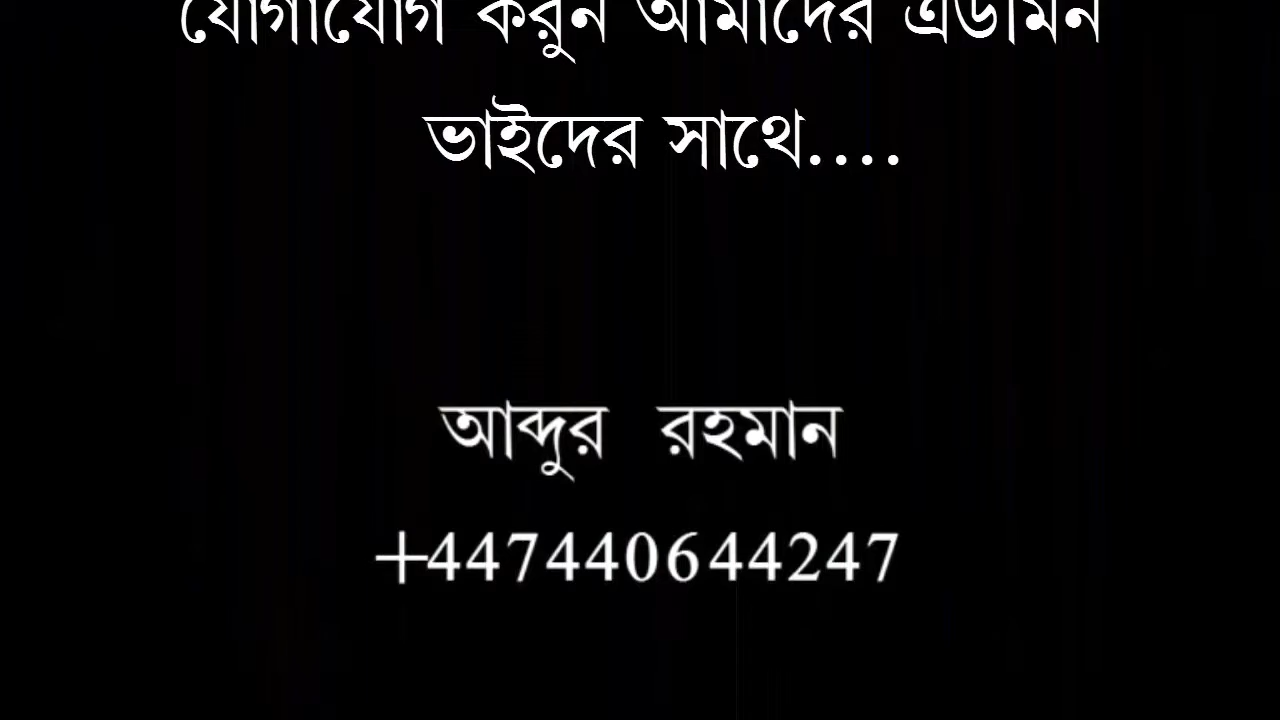 যোগাযোগ করুন আমাদের এডমিন
ভাইদের সাথে....
আব্দুর রহমান
+447440644247